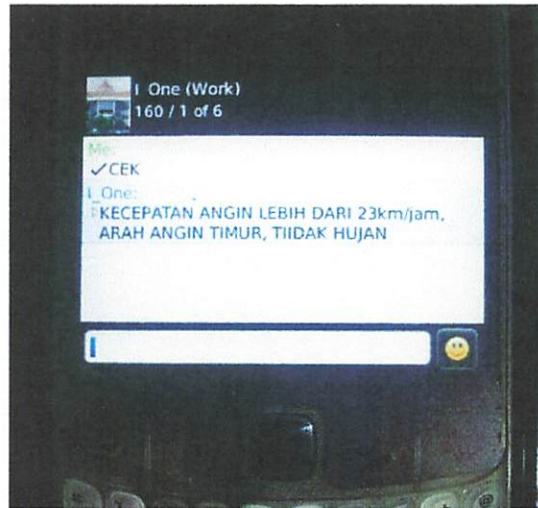 I_One (Work)
160 / 1 of 6
Me:
✓CEK
I_One:
KECEPATAN ANGIN LEBIH DARI 23km/jam,
ARAH ANGIN TIMUR, TIIDAK HUJAN